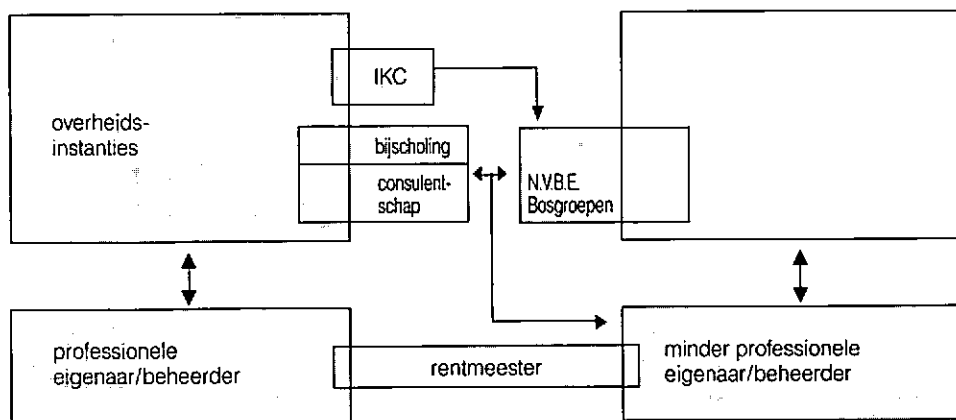 IKC
overheids-
instanties
bijscholing
consulent-
schap
N.V.B.E.
Bosgroepen
professionele
eigenaar/beheerder
rentmeester
minder professionele
eigenaar/beheerder